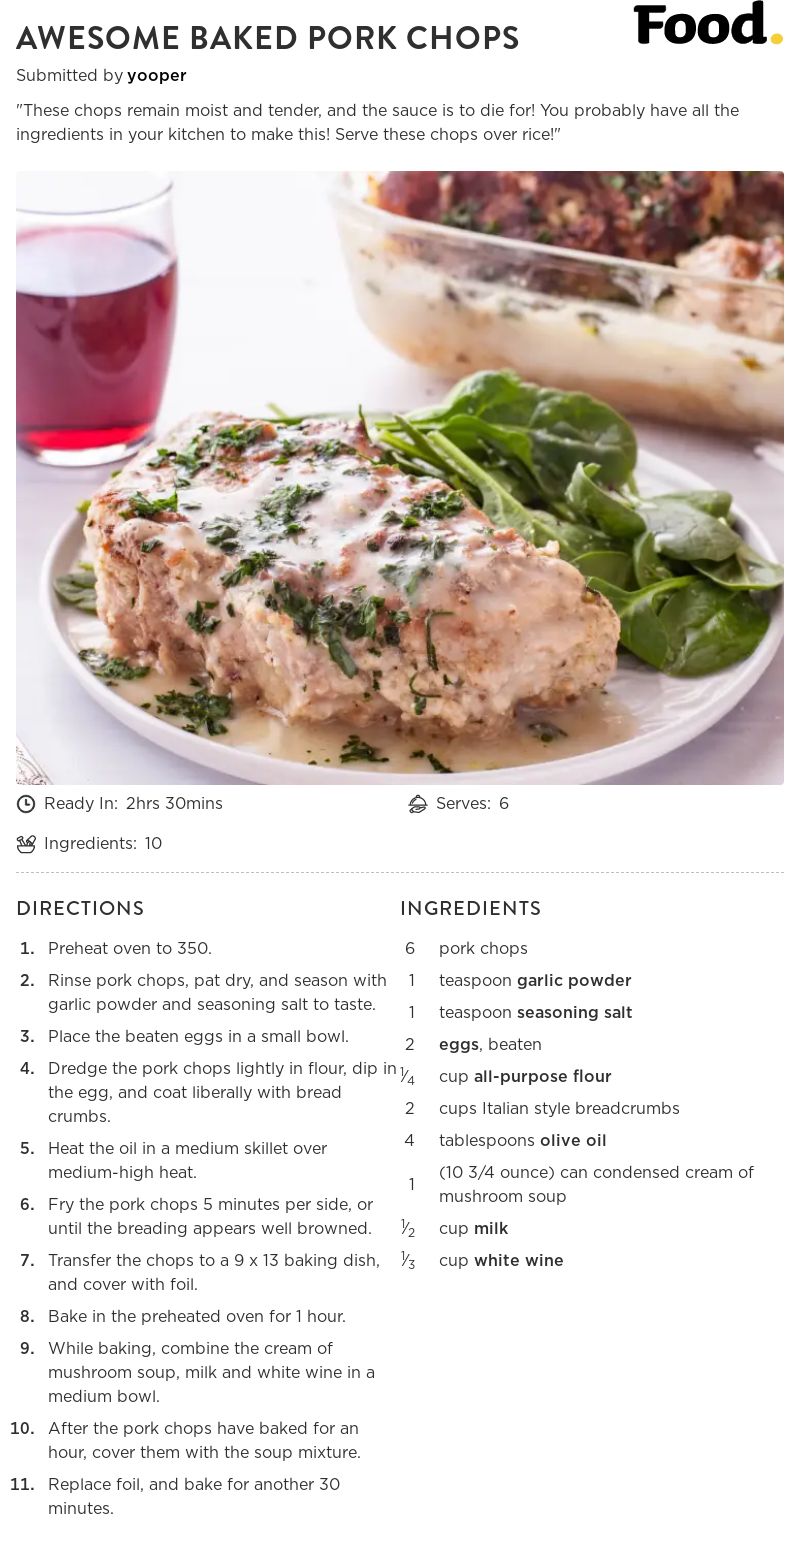 AWESOME BAKED PORK CHOPS
Food.
Submitted by yooper
"These chops remain moist and tender, and the sauce is to die for! You probably have all the
ingredients in your kitchen to make this! Serve these chops over rice!"
Ready In: 2hrs 30mins
Serves: 6
Ingredients: 10
DIRECTIONS
1. Preheat oven to 350.
2. Rinse pork chops, pat dry, and season with
garlic powder and seasoning salt to taste.
3. Place the beaten eggs in a small bowl.
4. Dredge the pork chops lightly in flour, dip in
the egg, and coat liberally with bread
crumbs.
5. Heat the oil in a medium skillet over
medium-high heat.
6. Fry the pork chops 5 minutes per side, or
until the breading appears well browned.
7. Transfer the chops to a 9 x 13 baking dish,
and cover with foil.
8. Bake in the preheated oven for 1 hour.
9. While baking, combine the cream of
mushroom soup, milk and white wine in a
medium bowl.
10. After the pork chops have baked for an
hour, cover them with the soup mixture.
11. Replace foil, and bake for another 30
minutes.
INGREDIENTS
6 pork chops
1 teaspoon garlic powder
1 teaspoon seasoning salt
2 eggs, beaten
1⁄4 cup all-purpose flour
2 cups Italian style breadcrumbs
4 tablespoons olive oil
1 (10 3/4 ounce) can condensed cream of
mushroom soup
1⁄2 cup milk
1⁄3 cup white wine